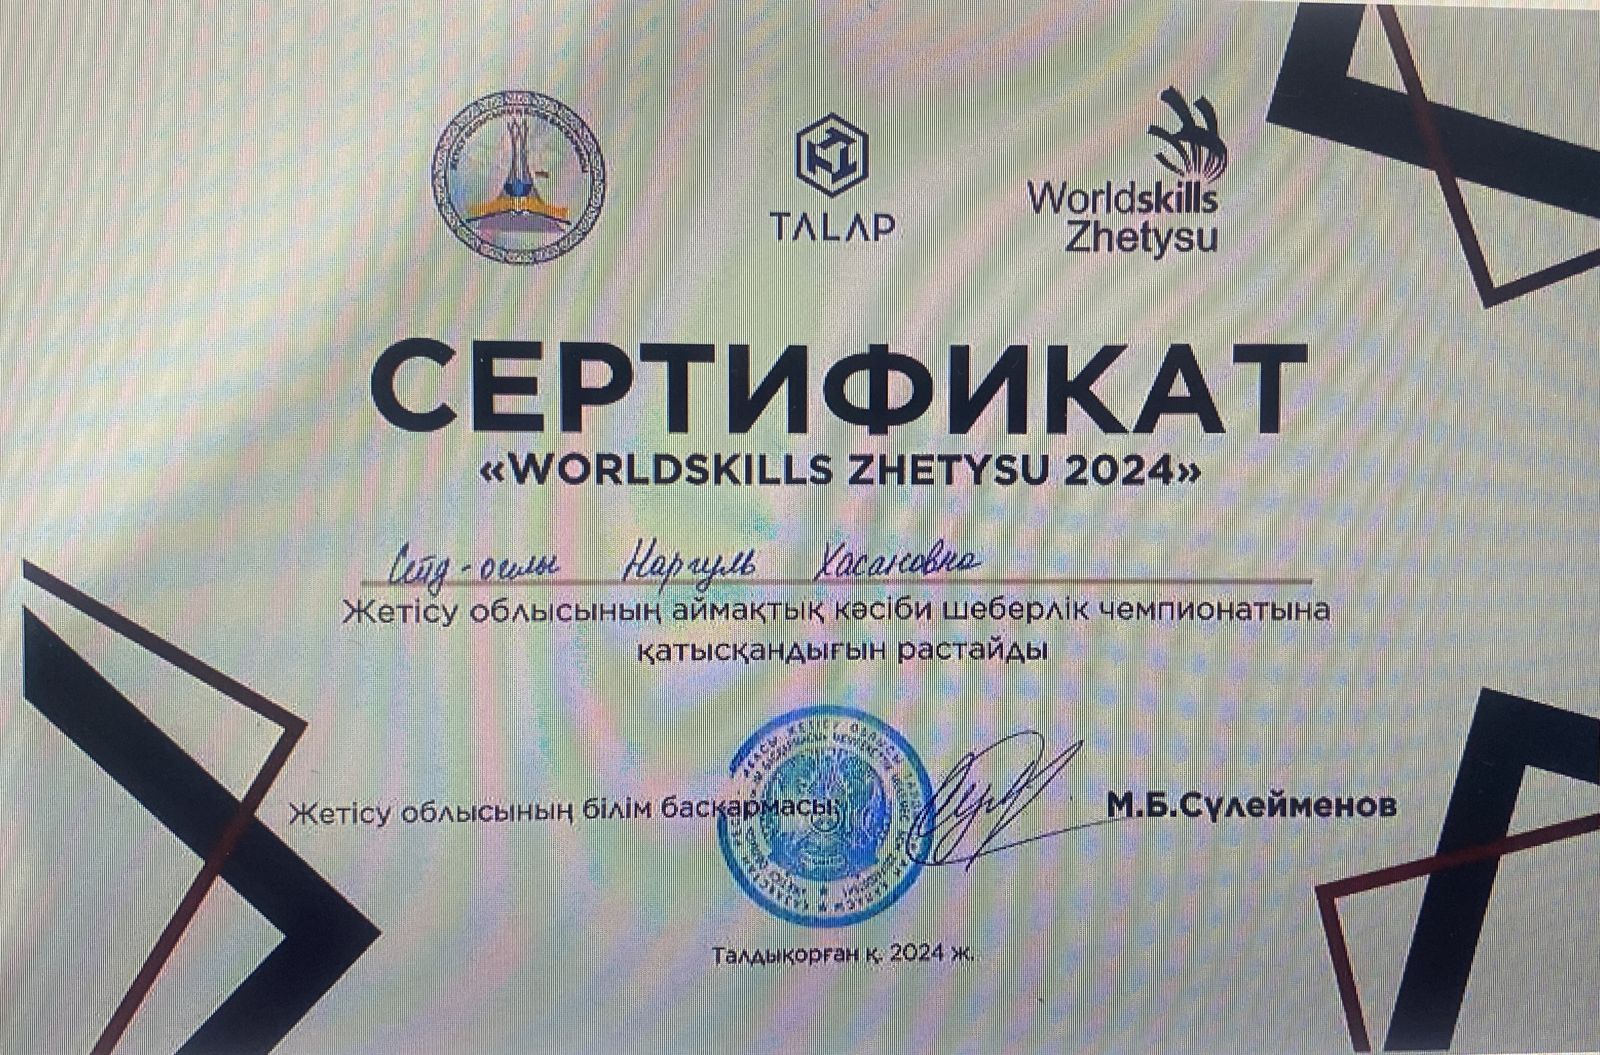 TALAP
Worldskills
Zhetysu
СЕРТИФИКАТ
«WORLDSKILLS ZHETYSU 2024»
Сейд-оглы Наргуль Хасановна
Жетісу облысының аймақтық кәсіби шеберлік чемпионатына
қатысқандығын растайды
Жетісу облысының білім басқармасы М.Б.Сүлейменов
Талдықорған қ. 2024 ж.